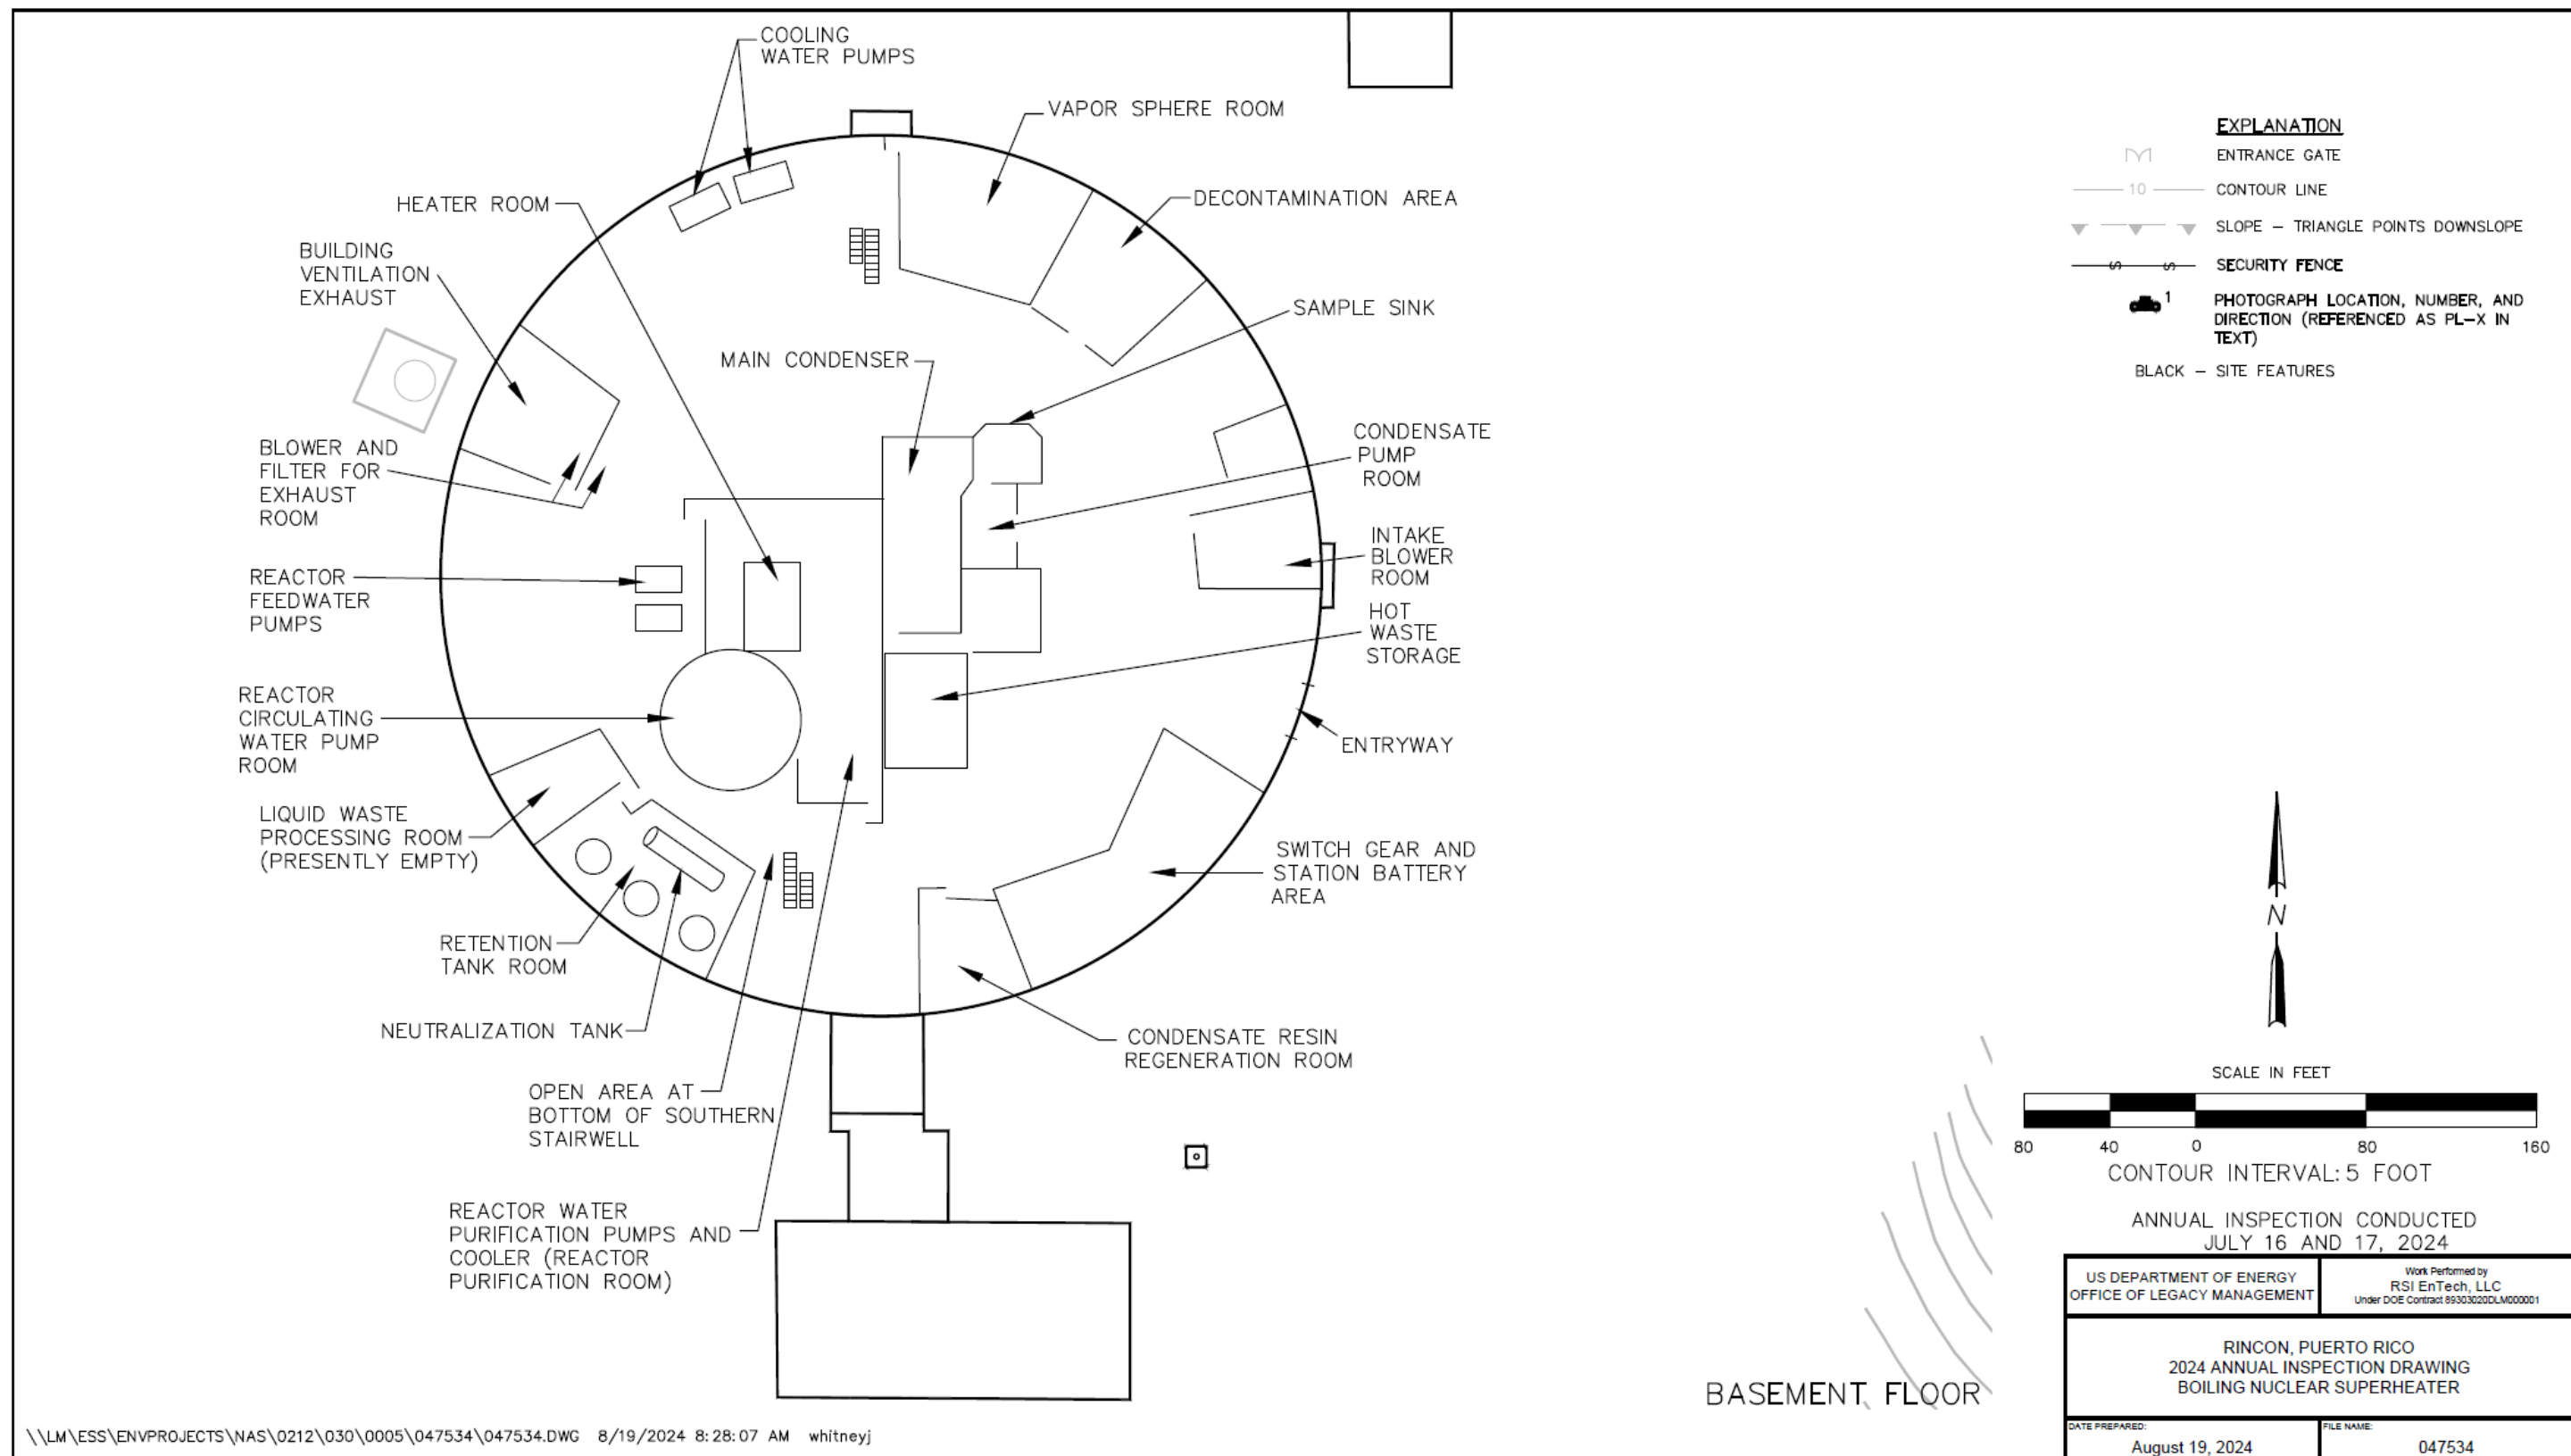 COOLING
WATER PUMPS
VAPOR SPHERE ROOM
DECONTAMINATION AREA
HEATER ROOM
BUILDING
VENTILATION
EXHAUST
SAMPLE SINK
MAIN CONDENSER
BLOWER AND
FILTER FOR
EXHAUST
ROOM
CONDENSATE
PUMP
ROOM
INTAKE
BLOWER
ROOM
REACTOR
FEEDWATER
PUMPS
HOT
WASTE
STORAGE
REACTOR
CIRCULATING
WATER PUMP
ROOM
ENTRYWAY
LIQUID WASTE
PROCESSING ROOM
(PRESENTLY EMPTY)
SWITCH GEAR AND
STATION BATTERY
AREA
RETENTION
TANK ROOM
NEUTRALIZATION TANK
CONDENSATE RESIN
REGENERATION ROOM
OPEN AREA AT
BOTTOM OF SOUTHERN
STAIRWELL
REACTOR WATER
PURIFICATION PUMPS AND
COOLER (REACTOR
PURIFICATION ROOM)
EXPLANATION
ENTRANCE GATE
10 CONTOUR LINE
SLOPE – TRIANGLE POINTS DOWNSLOPE
S S SECURITY FENCE
1 PHOTOGRAPH LOCATION, NUMBER, AND
DIRECTION (REFERENCED AS PL–X IN
TEXT)
BLACK – SITE FEATURES
N
SCALE IN FEET
80 40 0 80 160
CONTOUR INTERVAL: 5 FOOT
ANNUAL INSPECTION CONDUCTED
JULY 16 AND 17, 2024
US DEPARTMENT OF ENERGY
OFFICE OF LEGACY MANAGEMENT
Work Performed by
RSI EnTech, LLC
Under DOE Contract 89303020DLM000001
RINCON, PUERTO RICO
2024 ANNUAL INSPECTION DRAWING
BOILING NUCLEAR SUPERHEATER
DATE PREPARED:
August 19, 2024
FILE NAME:
047534
BASEMENT FLOOR
\\LM\ESS\ENVPROJECTS\NAS\0212\030\0005\047534\047534.DWG 8/19/2024 8:28:07 AM whitneyj